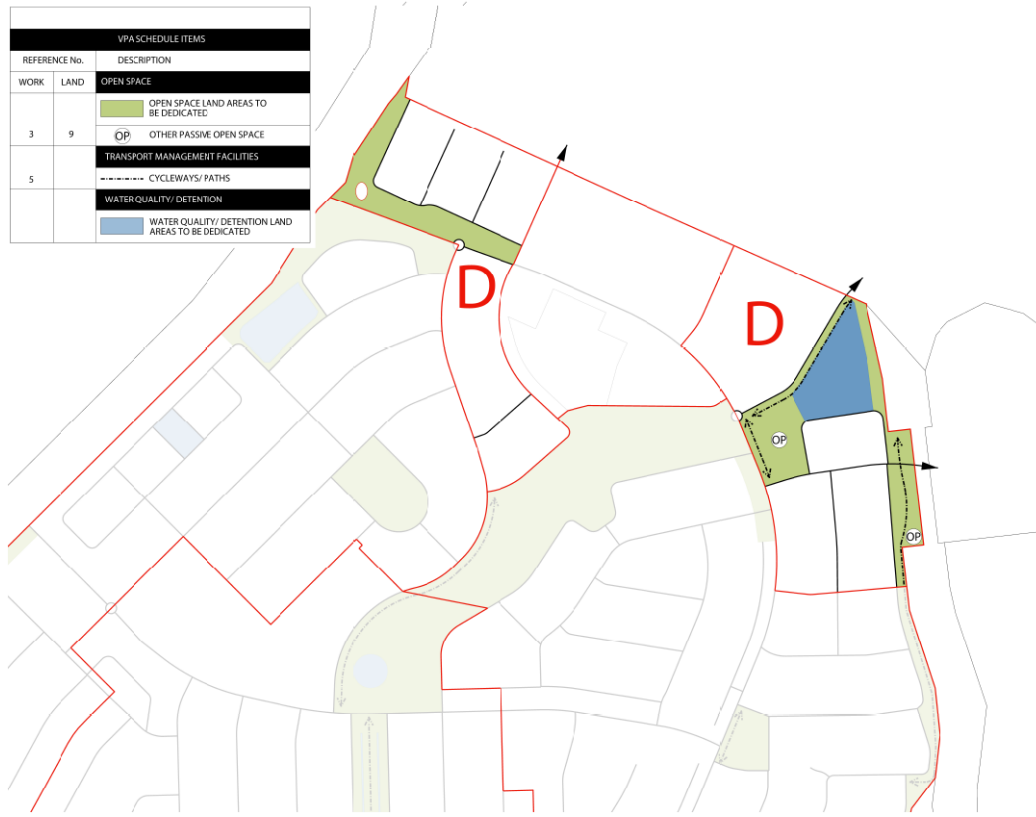 VPA SCHEDULE ITEMS
REFERENCE No. DESCRIPTION
WORK LAND OPEN SPACE
OPEN SPACE LAND AREAS TO
BE DEDICATED
3 9 OP OTHER PASSIVE OPEN SPACE
TRANSPORT MANAGEMENT FACILITIES
5 CYCLEWAYS/ PATHS
WATER QUALITY/ DETENTION
WATER QUALITY/ DETENTION LAND
AREAS TO BE DEDICATED
D
D
OP
OP